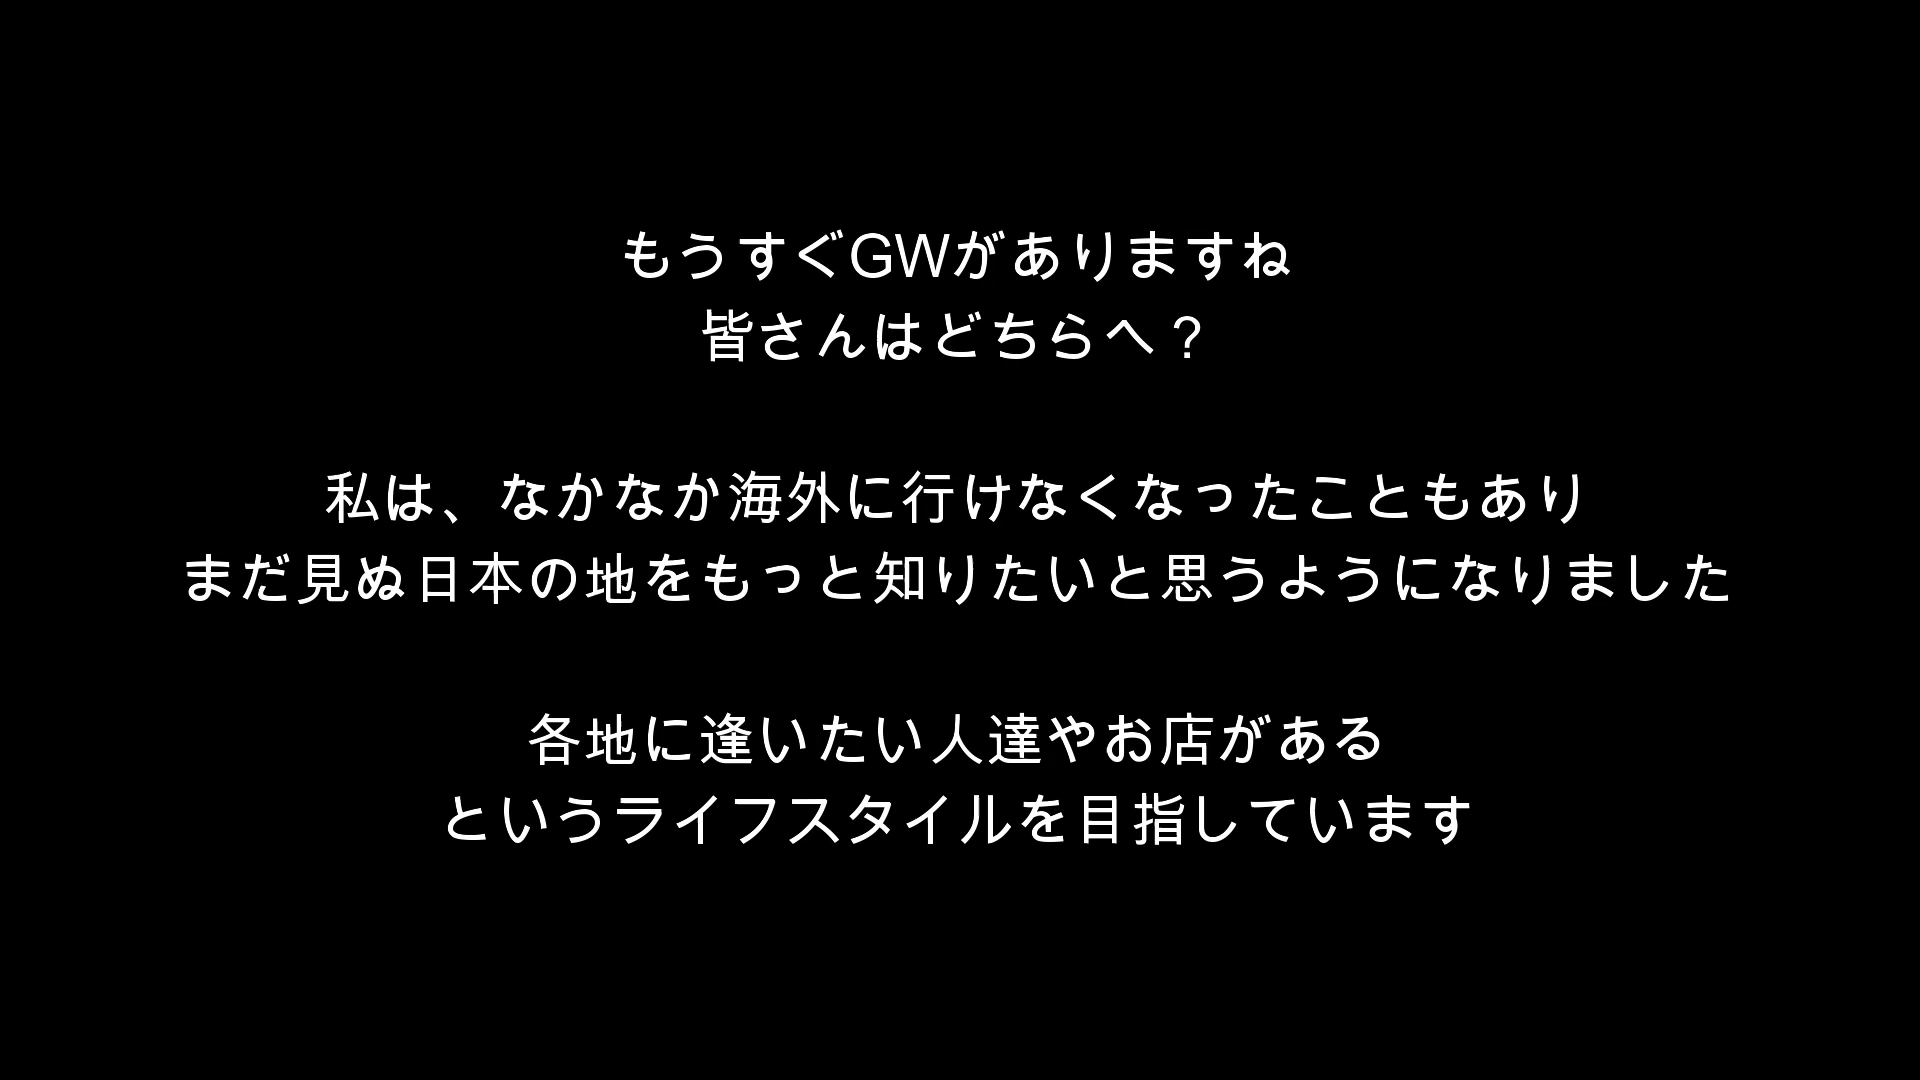 もうすぐGWがありますね
皆さんはどちらへ？
私は、なかなか海外に行けなくなったこともあり
まだ見ぬ日本の地をもっと知りたいと思うようになりました
各地に逢いたい人達やお店がある
というライフスタイルを目指しています